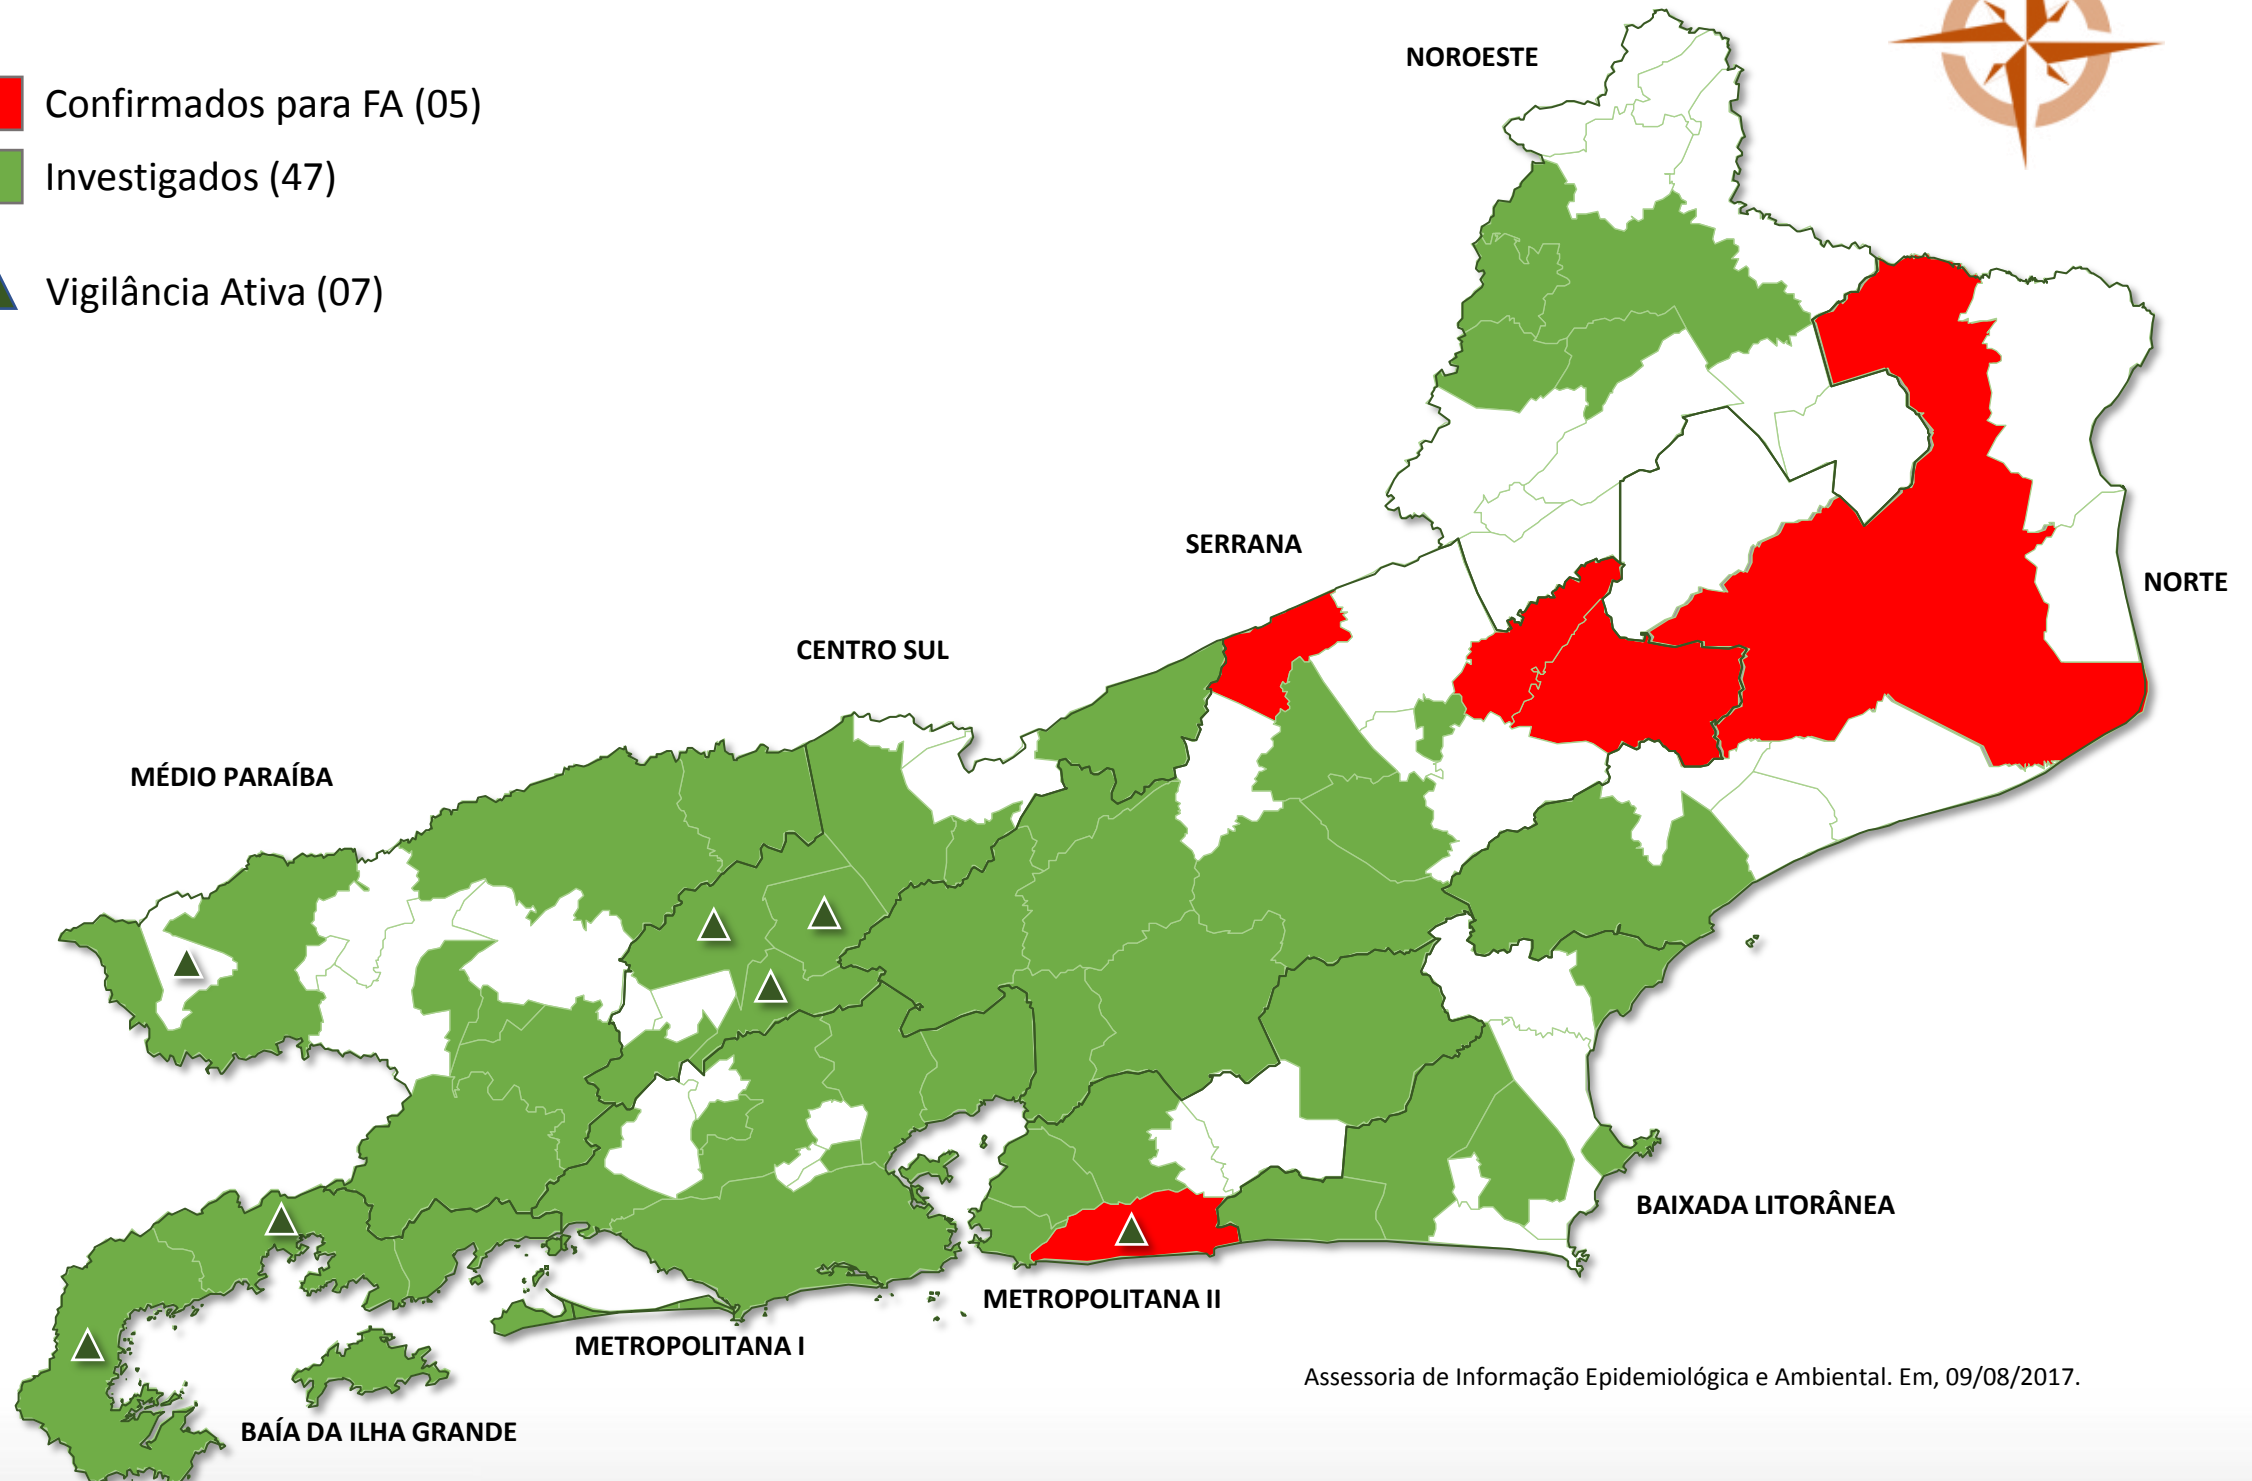 NOROESTE
Confirmados para FA (05)
Investigados (47)
Vigilância Ativa (07)
SERRANA
NORTE
CENTRO SUL
MÉDIO PARAÍBA
BAIXADA LITORÂNEA
METROPOLITANA II
METROPOLITANA I
Assessoria de Informação Epidemiológica e Ambiental. Em, 09/08/2017.
BAÍA DA ILHA GRANDE